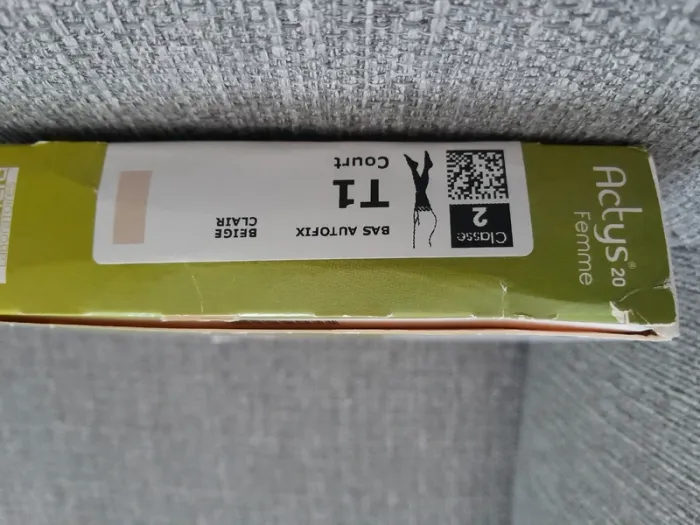 Actys® 20
Femme
Classe
2
BAS AUTOFIX
T1
Court
BEIGE
CLAIR